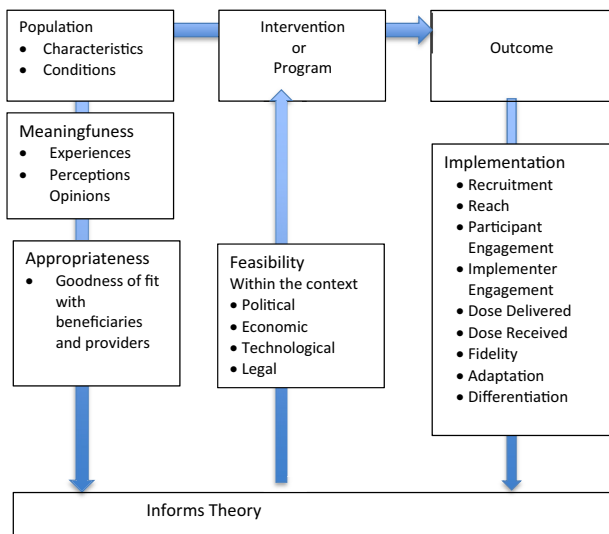 Population
• Characteristics
• Conditions
Intervention
or
Program
Outcome
Meaningfuness
• Experiences
• Perceptions
Opinions
Appropriateness
• Goodness of fit
with
beneficiaries
and providers
Feasibility
Within the context
• Political
• Economic
• Technological
• Legal
Implementation
• Recruitment
• Reach
• Participant
Engagement
• Implementer
Engagement
• Dose Delivered
• Dose Received
• Fidelity
• Adaptation
• Differentiation
Informs Theory